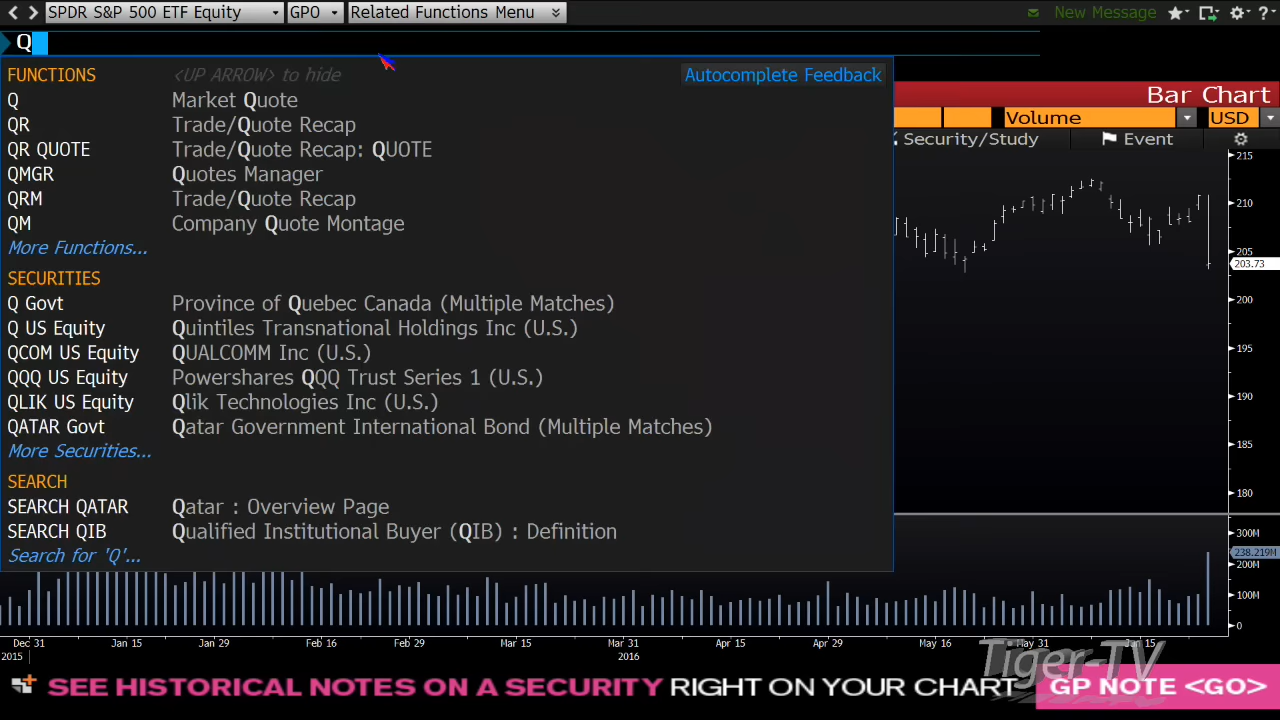 SPDR S&P 500 ETF Equity GPO Related Functions Menu New Message ?
Q
FUNCTIONS <UP ARROW> to hide Autocomplete Feedback
Q Market Quote
QR Trade/Quote Recap
QR QUOTE Trade/Quote Recap: QUOTE
QMGR Quotes Manager
QRM Trade/Quote Recap
QM Company Quote Montage
More Functions...
SECURITIES
Q Govt Province of Quebec Canada (Multiple Matches)
Q US Equity Quintiles Transnational Holdings Inc (U.S.)
QCOM US Equity QUALCOMM Inc (U.S.)
QQQ US Equity Powershares QQQ Trust Series 1 (U.S.)
QLIK US Equity Qlik Technologies Inc (U.S.)
QATAR Govt Qatar Government International Bond (Multiple Matches)
More Securities...
SEARCH
SEARCH QATAR Qatar : Overview Page
SEARCH QIB Qualified Institutional Buyer (QIB) : Definition
Search for 'Q'...
Bar Chart
Volume USD
Security/Study Event
215
210
205
203.73
200
195
190
185
180
300M
238.219M
200M
100M
0
Dec 31 Jan 15 Jan 29 Feb 16 Feb 29 Mar 15 Mar 31 Apr 15 Apr 29 May 16 May 31 Jun 15
2015 2016
Tiger-TV
SEE HISTORICAL NOTES ON A SECURITY RIGHT ON YOUR CHART GP NOTE <GO>